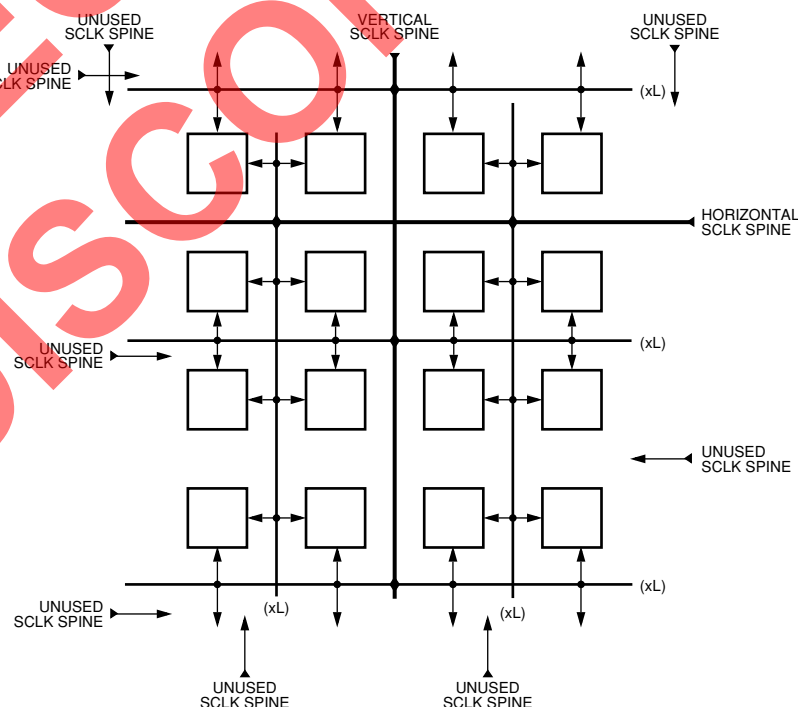 UNUSED
SCLK SPINE
VERTICAL
SCLK SPINE
UNUSED
SCLK SPINE
UNUSED
CLK SPINE
(xL)
HORIZONTAL
SCLK SPINE
UNUSED
SCLK SPINE
(xL)
UNUSED
SCLK SPINE
UNUSED
SCLK SPINE
(xL)
(xL)
(xL)
UNUSED
SCLK SPINE
UNUSED
SCLK SPINE